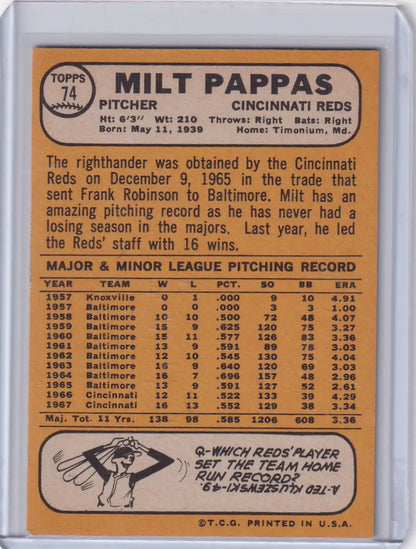 TOPPS
74
MILT PAPPAS
PITCHER CINCINNATI REDS
Ht: 6'3" Wt: 210 Throws: Right Bats: Right
Born: May 11, 1939 Home: Timonium, Md.
The righthander was obtained by the Cincinnati
Reds on December 9, 1965 in the trade that
sent Frank Robinson to Baltimore. Milt has
an amazing pitching record as he has never had a
losing season in the majors. Last year, he
led the Reds' staff with 16 wins.
MAJOR & MINOR LEAGUE PITCHING RECORD
YEAR TEAM W L PCT. SO BB ERA
1957 Knoxville 0 1 .000 9 10 4.91
1957 Baltimore 0 0 .000 3 3 1.00
1958 Baltimore 10 10 .500 72 48 4.07
1959 Baltimore 15 9 .625 120 75 3.27
1960 Baltimore 15 11 .577 126 83 3.36
1961 Baltimore 13 9 .591 89 78 3.03
1962 Baltimore 12 10 .545 130 75 4.04
1963 Baltimore 16 9 .640 120 69 3.03
1964 Baltimore 16 7 .696 157 48 2.96
1965 Baltimore 13 9 .591 127 52 2.61
1966 Cincinnati 12 11 .522 133 39 4.29
1967 Cincinnati 16 13 .552 129 38 3.34
Maj. Tot. 11 Yrs. 138 98 .585 1206 608 3.36
Q-WHICH REDS' PLAYER
SET THE TEAM HOME
RUN RECORD?
A-TED KLUSZEWSKI-49.
©T.C.G. PRINTED IN U.S.A.